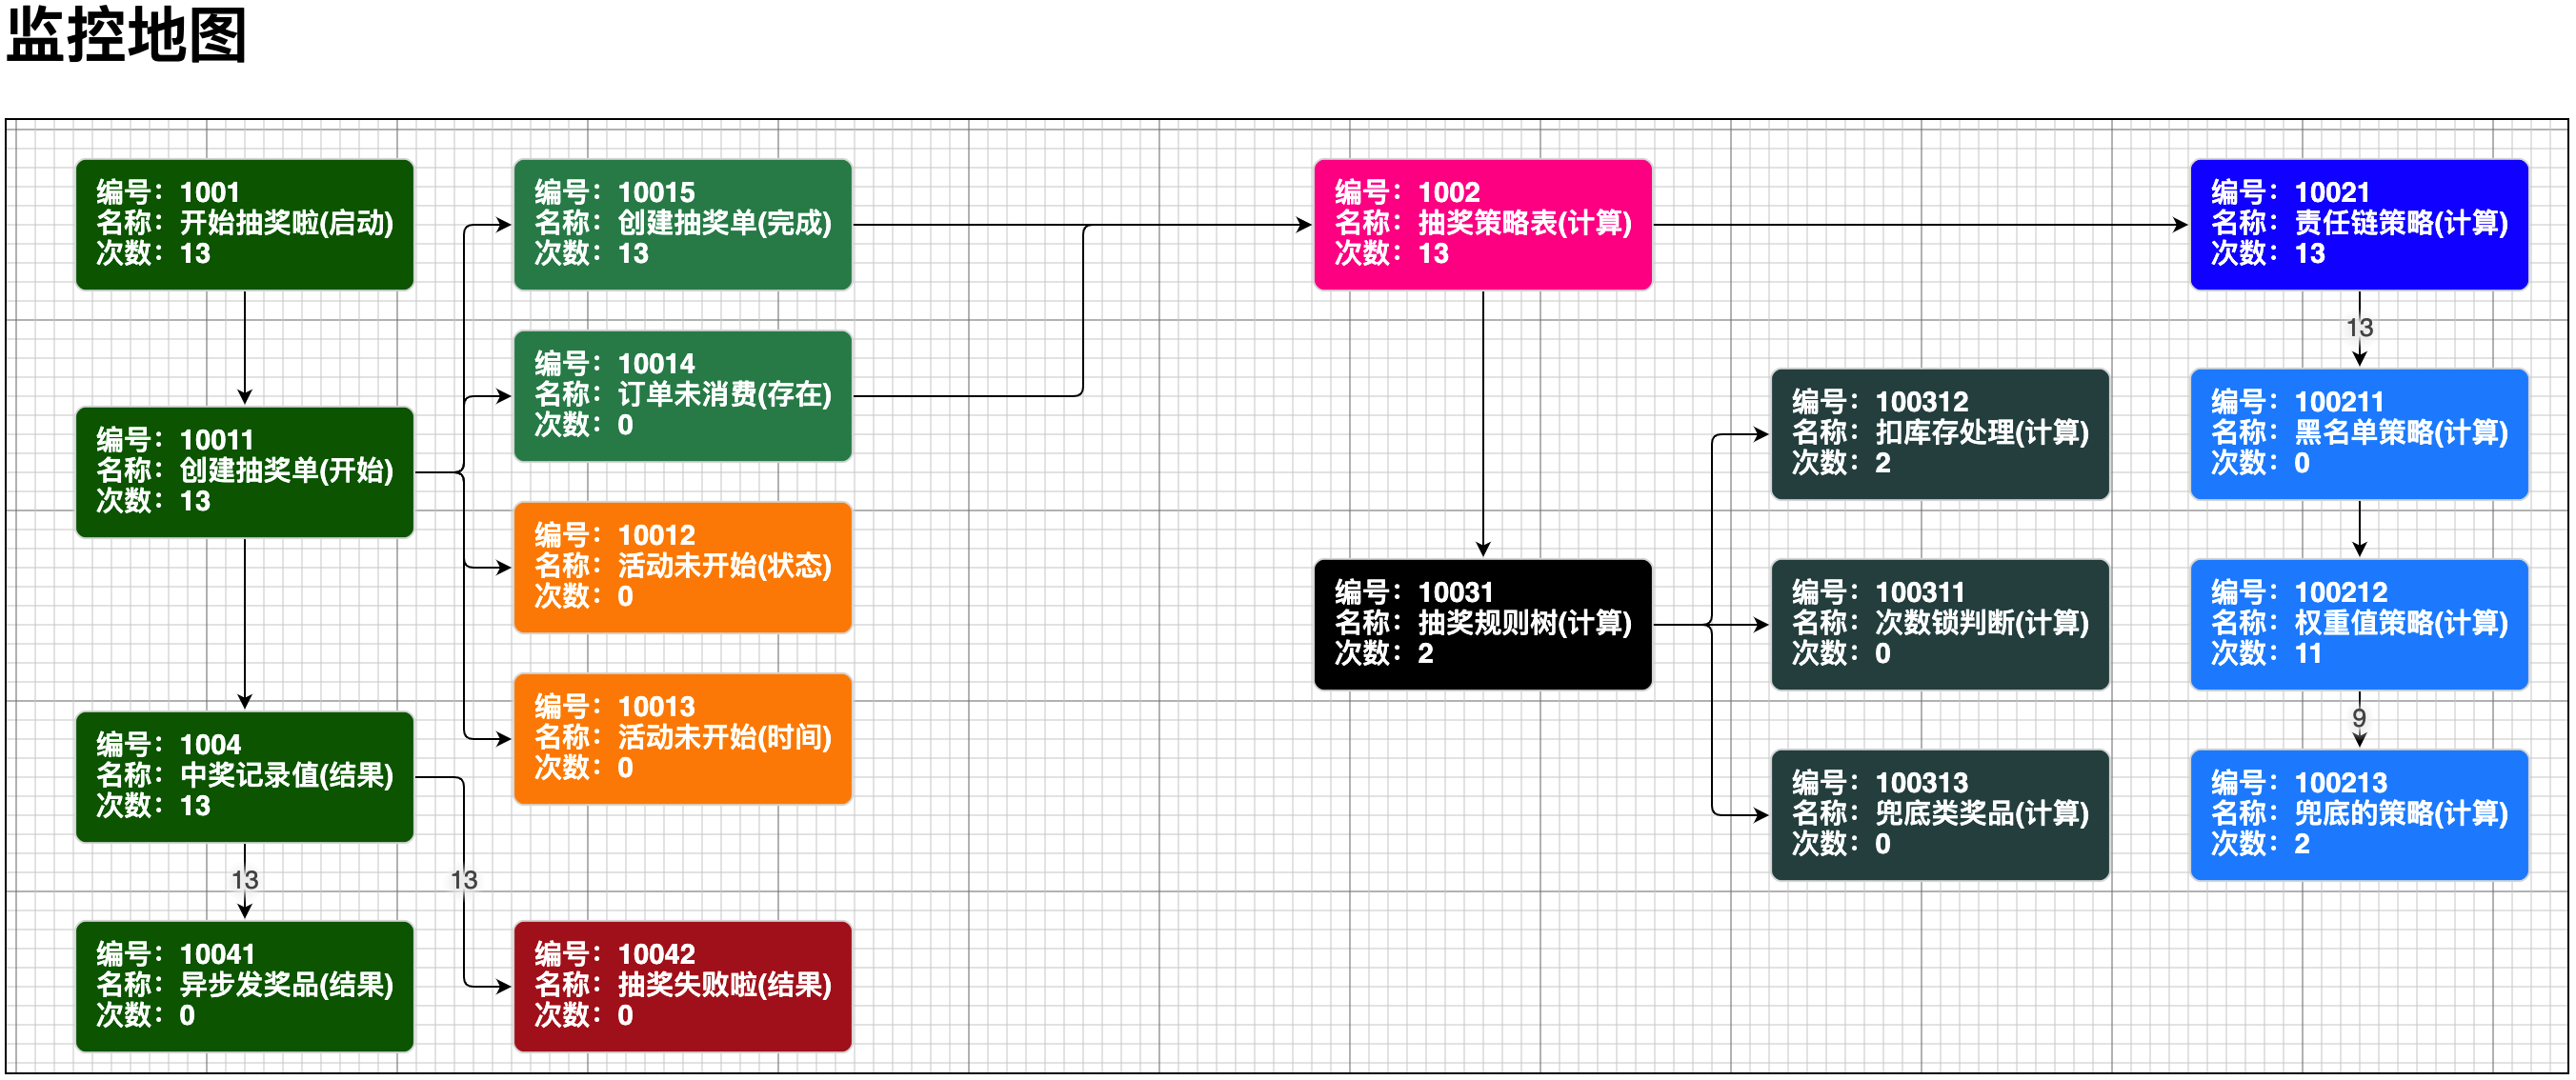 监控地图
编号：1001
名称：开始抽奖啦(启动)
次数：13
编号：10015
名称：创建抽奖单(完成)
次数：13
编号：1002
名称：抽奖策略表(计算)
次数：13
编号：10021
名称：责任链策略(计算)
次数：13
13
编号：10014
名称：订单未消费(存在)
次数：0
编号：100312
名称：扣库存处理(计算)
次数：2
编号：100211
名称：黑名单策略(计算)
次数：0
编号：10011
名称：创建抽奖单(开始)
次数：13
编号：10012
名称：活动未开始(状态)
次数：0
编号：10031
名称：抽奖规则树(计算)
次数：2
编号：100311
名称：次数锁判断(计算)
次数：0
编号：100212
名称：权重值策略(计算)
次数：11
9
编号：10013
名称：活动未开始(时间)
次数：0
编号：1004
名称：中奖记录值(结果)
次数：13
编号：100313
名称：兜底类奖品(计算)
次数：0
编号：100213
名称：兜底的策略(计算)
次数：2
13
13
编号：10041
名称：异步发奖品(结果)
次数：0
编号：10042
名称：抽奖失败啦(结果)
次数：0